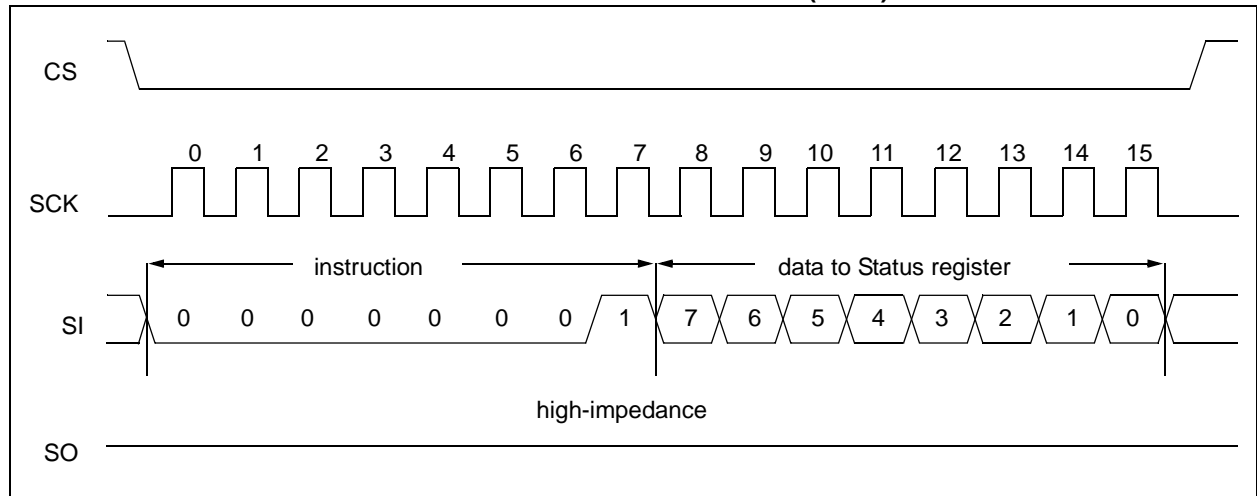 CS
0 1 2 3 4 5 6 7 8 9 10 11 12 13 14 15
SCK
instruction data to Status register
SI 0 0 0 0 0 0 0 1 7 6 5 4 3 2 1 0
high-impedance
SO